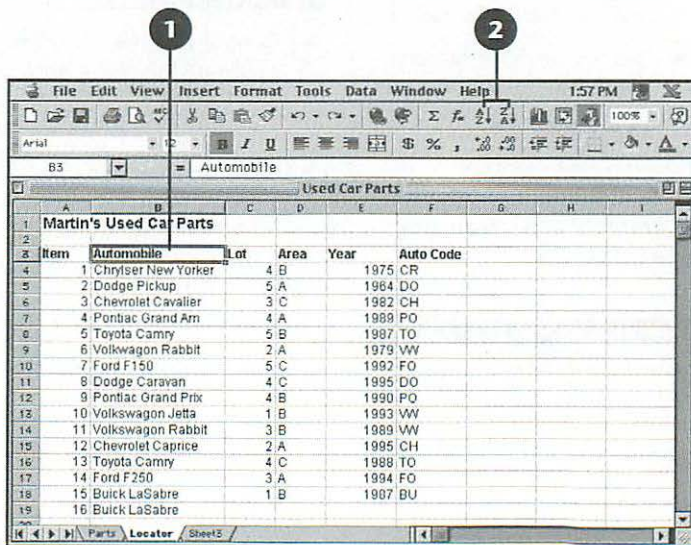 1 2
File Edit View Insert Format Tools Data Window Help 1:57 PM
ABC Σ f* A Z Z A 100%
Arial 12 B I U $ % , A
B3 = Automobile
Used Car Parts
A B C D E F G H I
1 Martin's Used Car Parts
2
3 Item Automobile Lot Area Year Auto Code
4 1 Chrylser New Yorker 4 B 1975 CR
5 2 Dodge Pickup 5 A 1964 DO
6 3 Chevrolet Cavalier 3 C 1982 CH
7 4 Pontiac Grand Am 4 A 1989 PO
8 5 Toyota Camry 5 B 1987 TO
9 6 Volkwagon Rabbit 2 A 1979 VW
10 7 Ford F150 5 C 1992 FO
11 8 Dodge Caravan 4 C 1995 DO
12 9 Pontiac Grand Prix 4 B 1990 PO
13 10 Volkswagon Jetta 1 B 1993 VW
14 11 Volkswagon Rabbit 3 B 1989 VW
15 12 Chevrolet Caprice 2 A 1995 CH
16 13 Toyota Camry 4 C 1988 TO
17 14 Ford F250 3 A 1994 FO
18 15 Buick LaSabre 1 B 1987 BU
19 16 Buick LaSabre
Parts Locator Sheet3